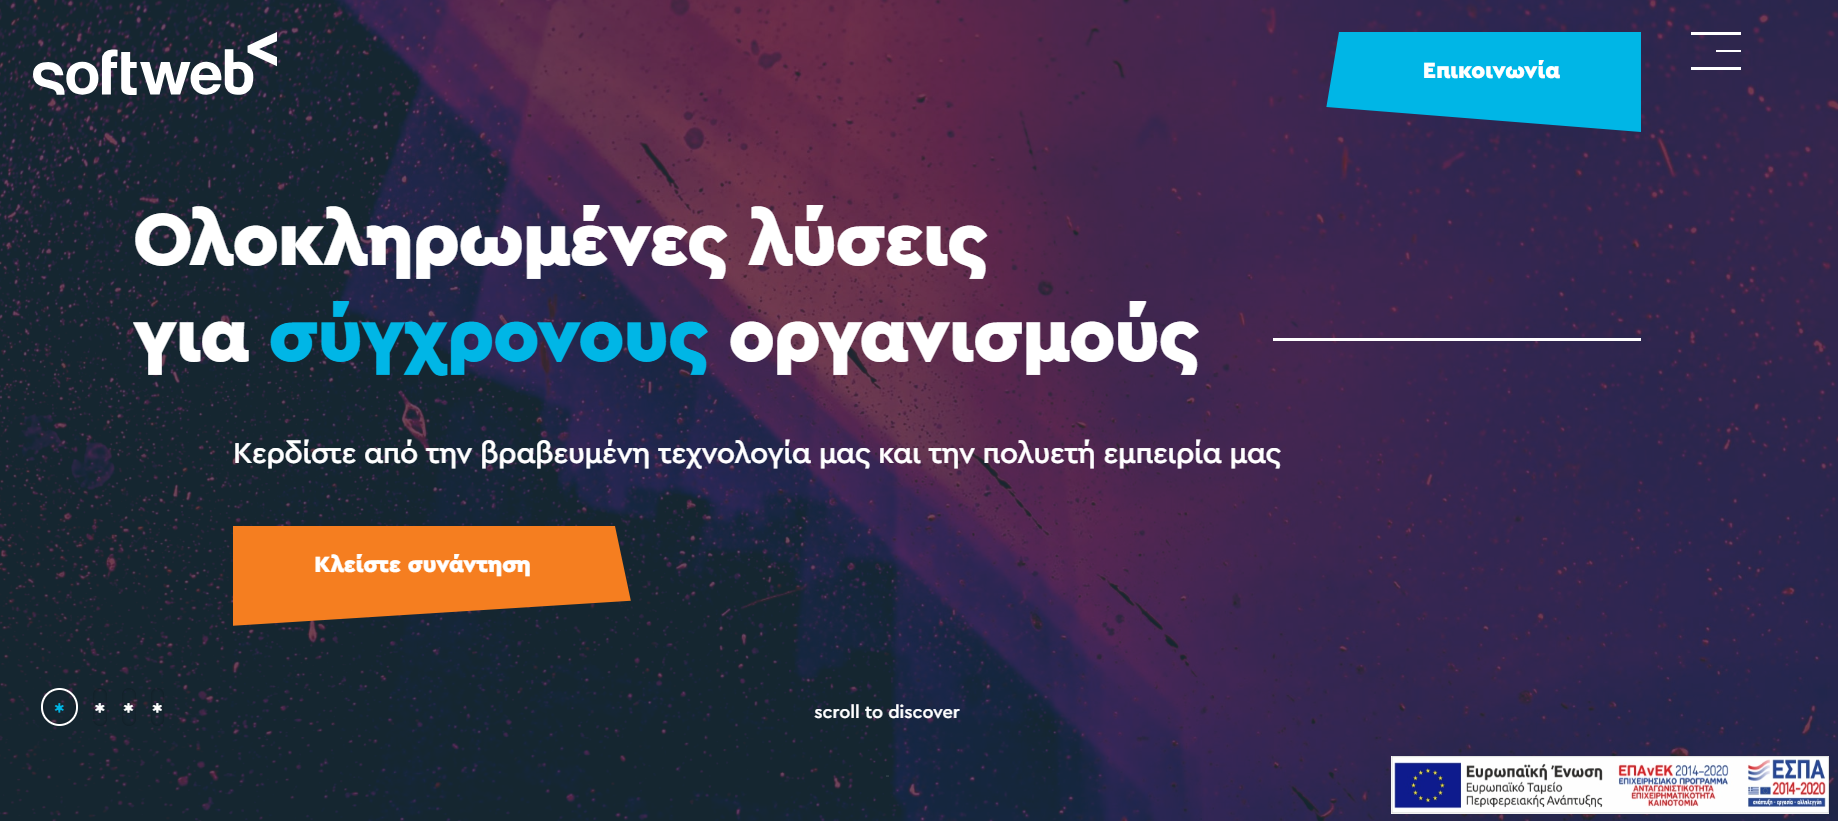 softweb
Επικοινωνία
Ολοκληρωμένες λύσεις
για σύγχρονους οργανισμούς
Κερδίστε από την βραβευμένη τεχνολογία μας και την πολυετή εμπειρία μας
Κλείστε συνάντηση
scroll to discover
Ευρωπαϊκή Ένωση
Ευρωπαϊκό Ταμείο
Περιφερειακής Ανάπτυξης
ΕΠΑνΕΚ 2014-2020
ΕΠΙΧΕΙΡΗΣΙΑΚΟ ΠΡΟΓΡΑΜΜΑ
ΑΝΤΑΓΩΝΙΣΤΙΚΟΤΗΤΑ
ΕΠΙΧΕΙΡΗΜΑΤΙΚΟΤΗΤΑ
ΚΑΙΝΟΤΟΜΙΑ
ΕΣΠΑ
2014-2020
ανάπτυξη - εργασία - αλληλεγγύη